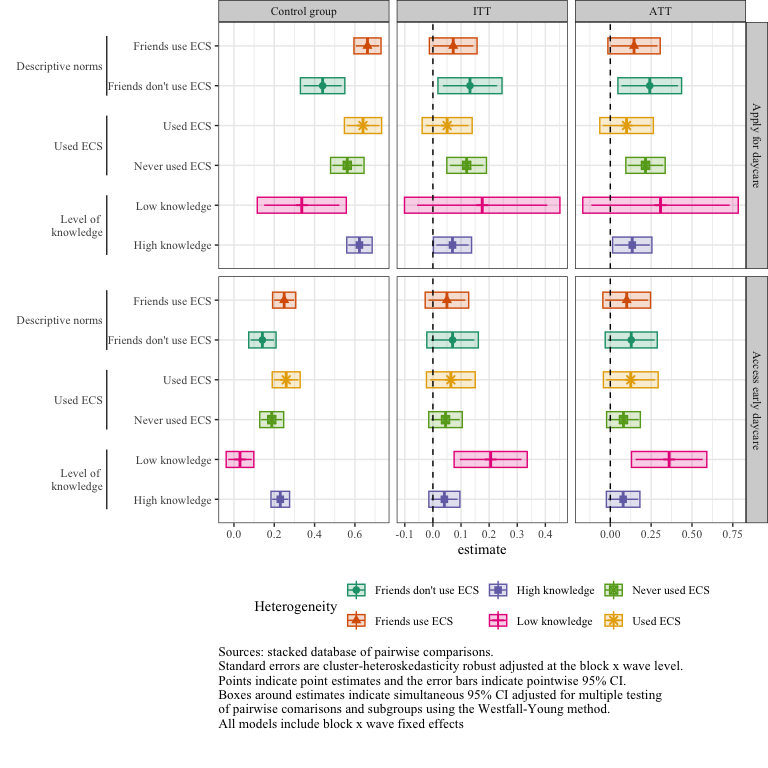 Control group
ITT
ATT
Descriptive norms
Friends use ECS
Friends don't use ECS
Used ECS
Used ECS
Never used ECS
Level of
knowledge
Low knowledge
High knowledge
Apply for daycare
Descriptive norms
Friends use ECS
Friends don't use ECS
Used ECS
Used ECS
Never used ECS
Level of
knowledge
Low knowledge
High knowledge
Access early daycare
0.0 0.2 0.4 0.6
-0.1 0.0 0.1 0.2 0.3 0.4
0.00 0.25 0.50 0.75
estimate
Heterogeneity
Friends don't use ECS
High knowledge
Never used ECS
Friends use ECS
Low knowledge
Used ECS
Sources: stacked database of pairwise comparisons.
Standard errors are cluster-heteroskedasticity robust adjusted at the block x wave level.
Points indicate point estimates and the error bars indicate pointwise 95% CI.
Boxes around estimates indicate simultaneous 95% CI adjusted for multiple testing
of pairwise comarisons and subgroups using the Westfall-Young method.
All models include block x wave fixed effects